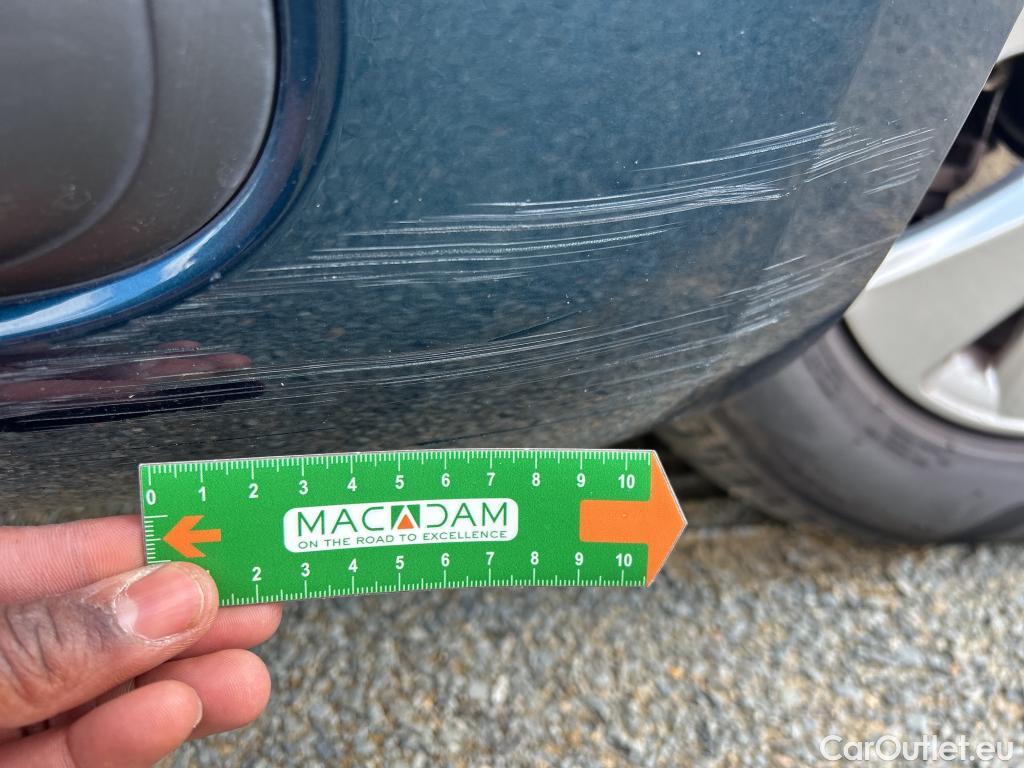 0 1 2 3 4 5 6 7 8 9 10
MACADAM
ON THE ROAD TO EXCELLENCE
2 3 4 5 6 7 8 9 10
CarOutlet.eu